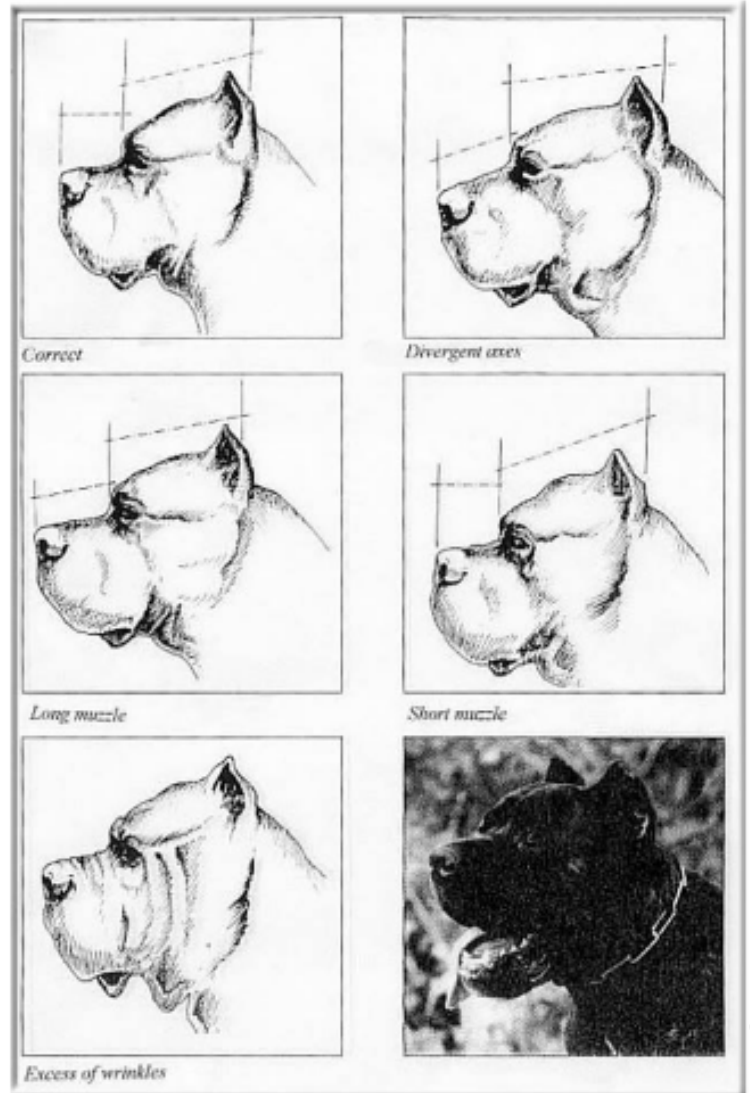 Correct
Divergent axes
Long muzzle
Short muzzle
Excess of wrinkles